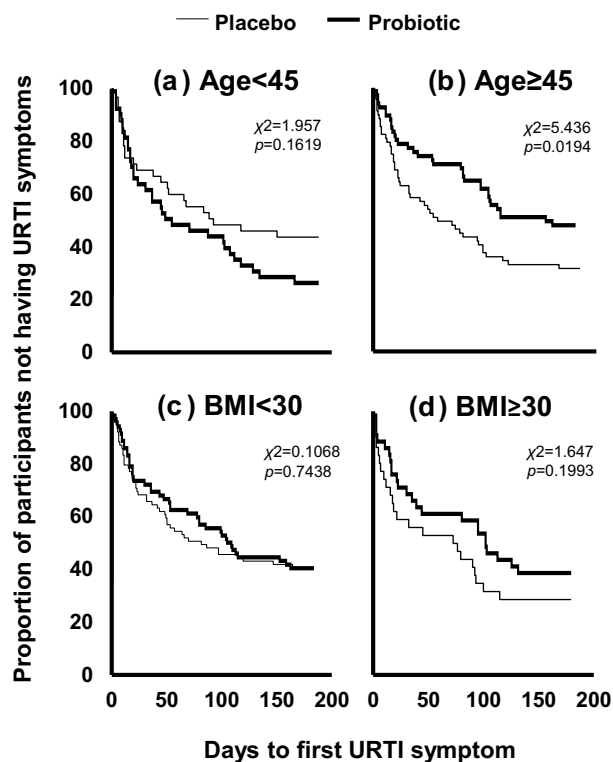 Placebo Probiotic
(a) Age<45
(b) Age≥45
100
80
60
40
20
0
χ2=1.957
p=0.1619
χ2=5.436
p=0.0194
(c) BMI<30
(d) BMI≥30
100
80
60
40
20
0
χ2=0.1068
p=0.7438
χ2=1.647
p=0.1993
0 50 100 150 200
0 50 100 150 200
Proportion of participants not having URTI symptoms
Days to first URTI symptom